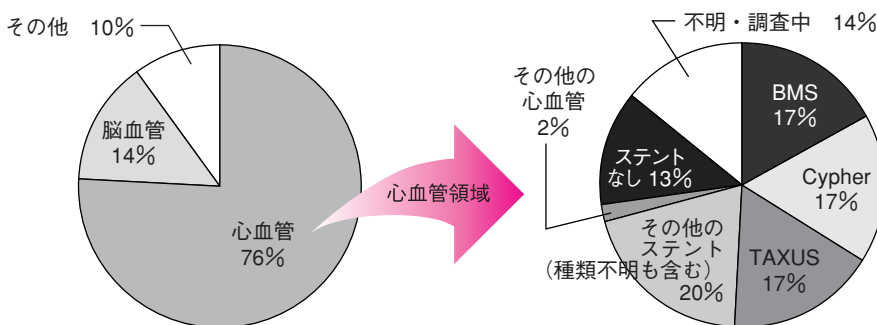 その他 10%
脳血管
14%
心血管
76%
心血管領域
不明・調査中 14%
その他の
心血管
2%
BMS
17%
ステント
なし 13%
Cypher
17%
その他の
ステント
（種類不明も含む）
20%
TAXUS
17%